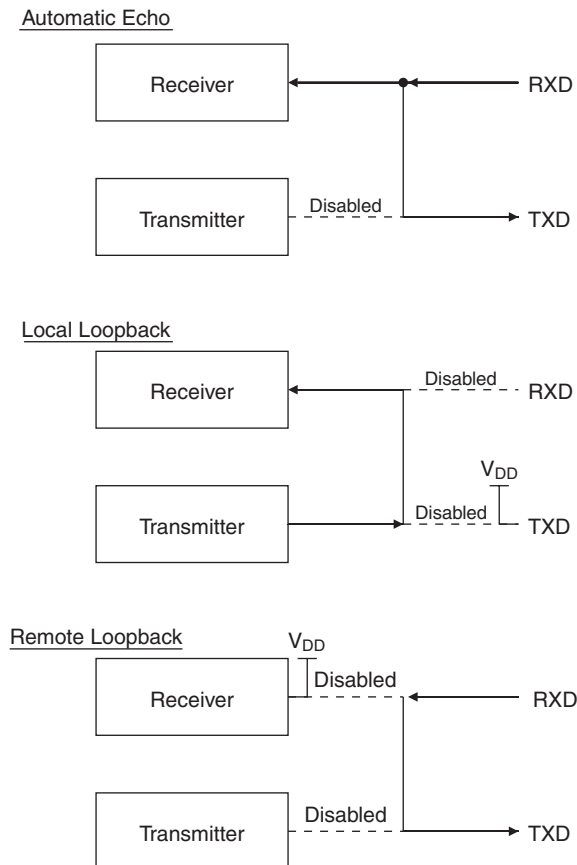 Automatic Echo
Receiver
RXD
Transmitter
Disabled
TXD
Local Loopback
Receiver
Disabled
RXD
VDD
Transmitter
Disabled
TXD
Remote Loopback
VDD
Receiver
Disabled
RXD
Transmitter
Disabled
TXD